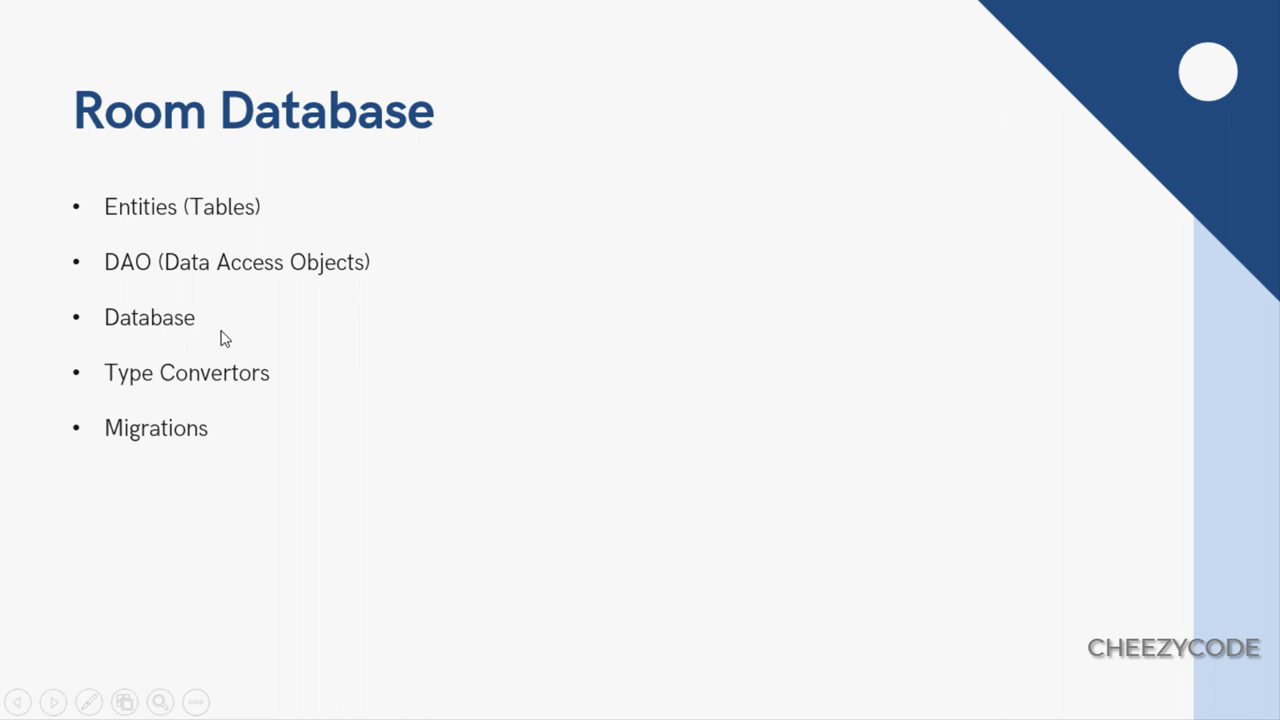 Room Database
• Entities (Tables)
• DAO (Data Access Objects)
• Database
• Type Convertors
• Migrations
CHEEZYCODE